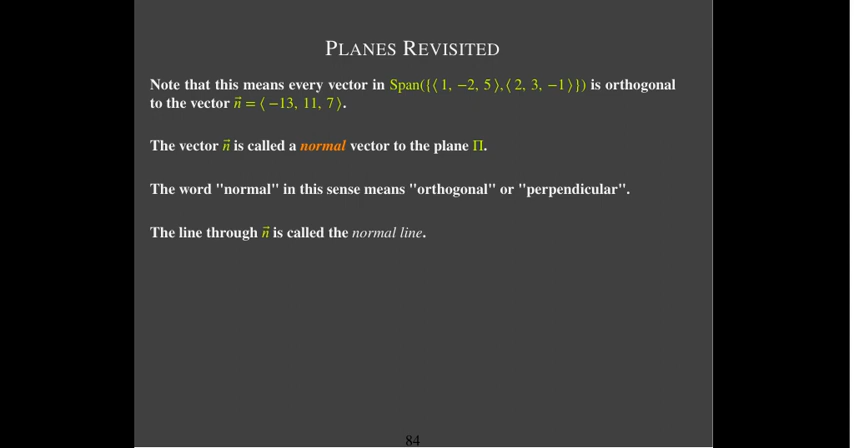 PLANES REVISITED
Note that this means every vector in Span({⟨ 1, −2, 5 ⟩,⟨ 2, 3, −1 ⟩}) is orthogonal
to the vector n⃗ = ⟨ −13, 11, 7 ⟩.
The vector n⃗ is called a normal vector to the plane Π.
The word "normal" in this sense means "orthogonal" or "perpendicular".
The line through n⃗ is called the normal line.
84